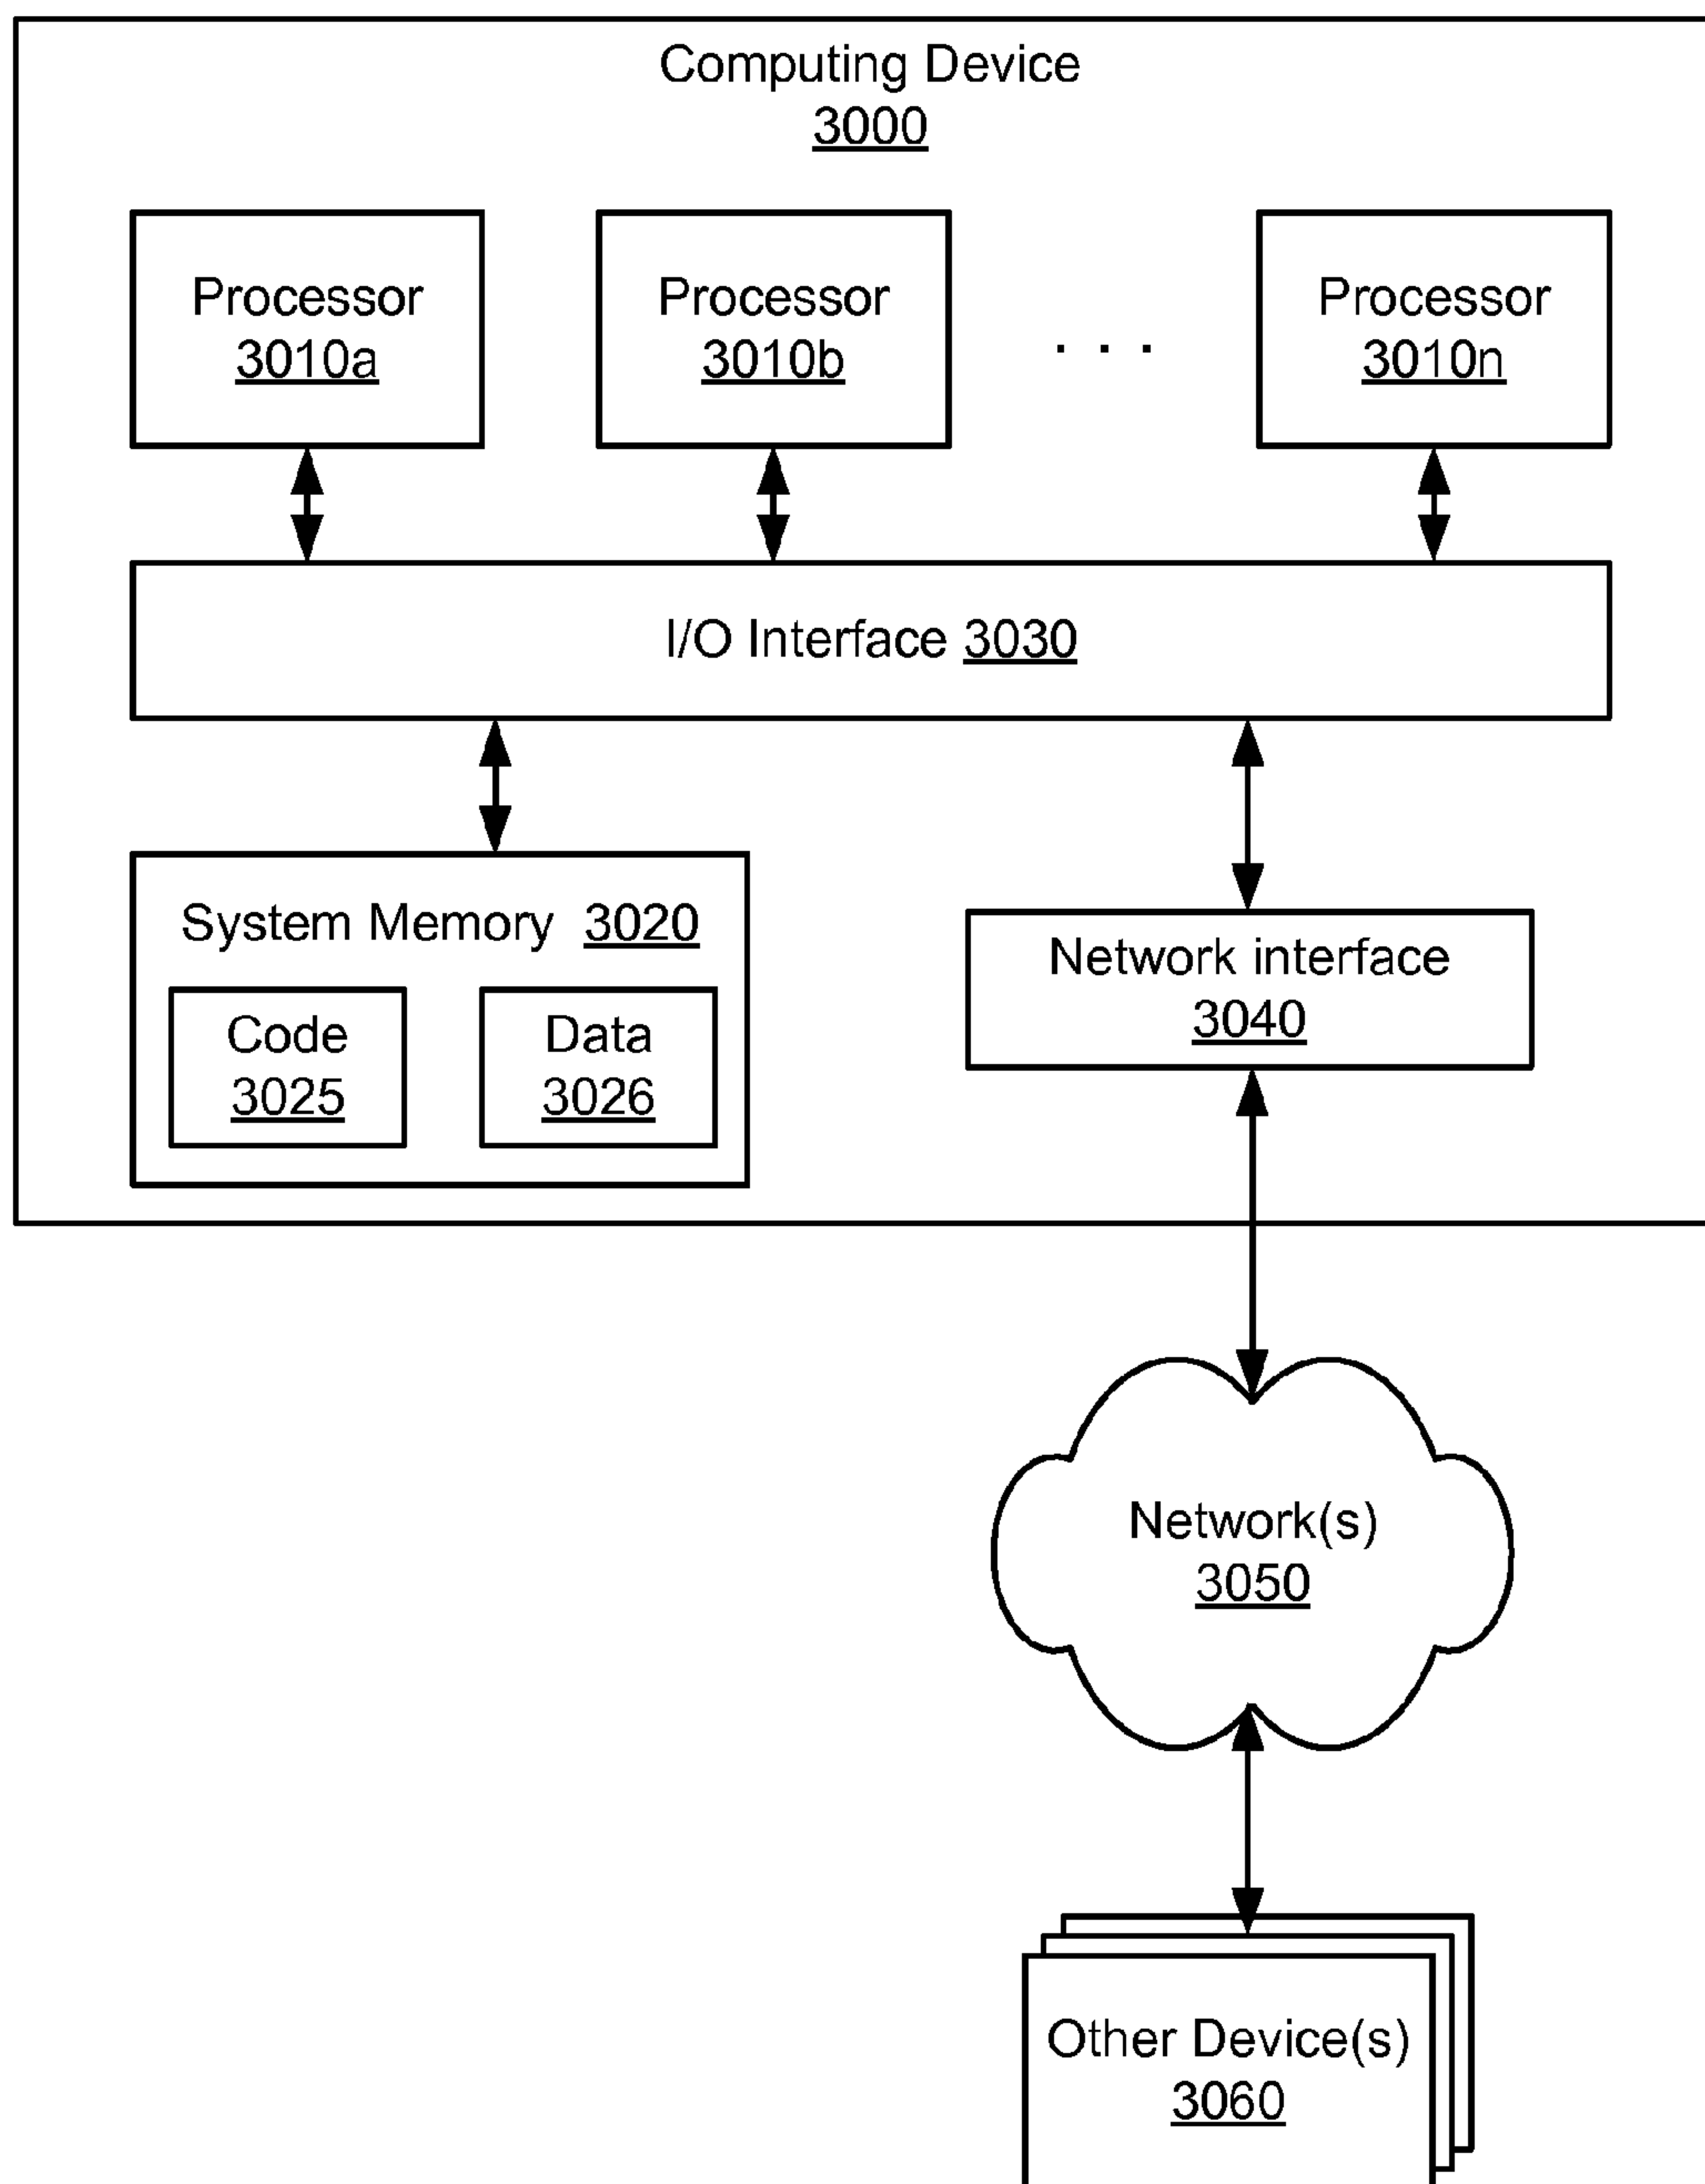 Computing Device
3000
Processor
3010a
Processor
3010b
. . .
Processor
3010n
I/O Interface 3030
System Memory 3020
Code
3025
Data
3026
Network interface
3040
Network(s)
3050
Other Device(s)
3060